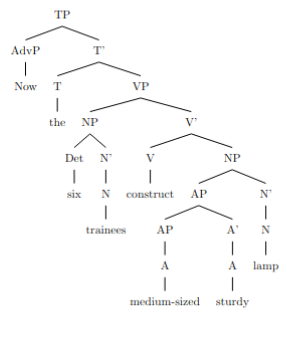 TP
AdvP T'
Now T VP
the NP V'
Det N' V NP
six N construct AP N'
trainees AP A' N
A A lamp
medium-sized sturdy